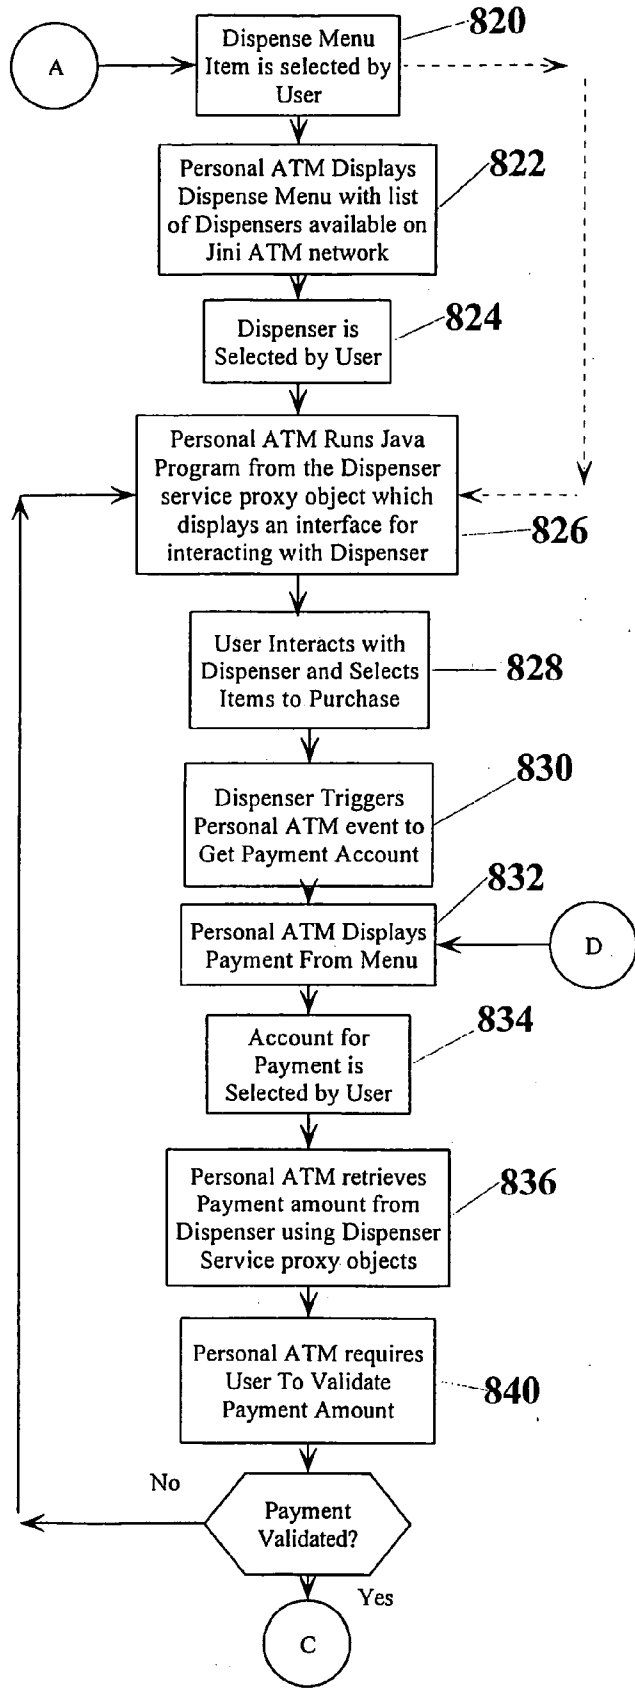 A
Dispense Menu
Item is selected by
User
820
Personal ATM Displays
Dispense Menu with list
of Dispensers available on
Jini ATM network
822
Dispenser is
Selected by User
824
Personal ATM Runs Java
Program from the Dispenser
service proxy object which
displays an interface for
interacting with Dispenser
826
User Interacts with
Dispenser and Selects
Items to Purchase
828
Dispenser Triggers
Personal ATM event to
Get Payment Account
830
Personal ATM Displays
Payment From Menu
832
D
Account for
Payment is
Selected by User
834
Personal ATM retrieves
Payment amount from
Dispenser using Dispenser
Service proxy objects
836
Personal ATM requires
User To Validate
Payment Amount
840
No
Payment
Validated?
Yes
C